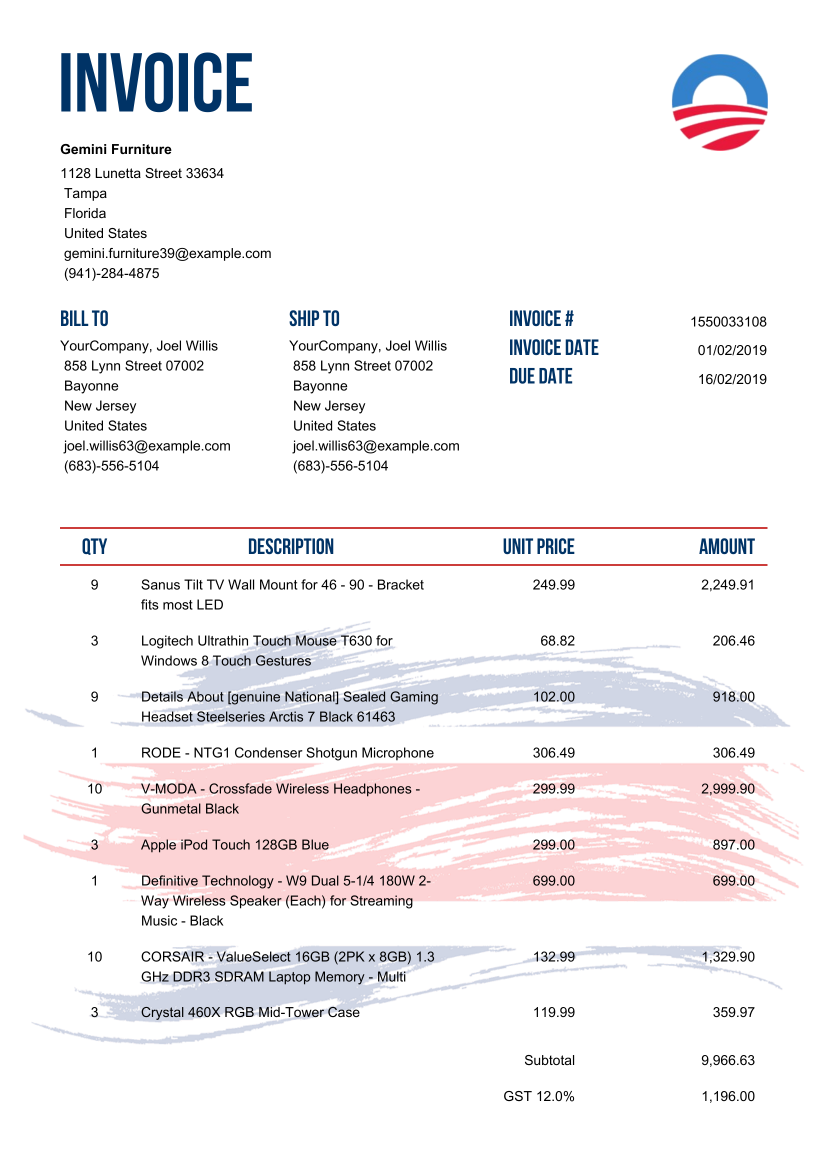 INVOICE
Gemini Furniture
1128 Lunetta Street 33634
Tampa
Florida
United States
gemini.furniture39@example.com
(941)-284-4875
BILL TO
YourCompany, Joel Willis
858 Lynn Street 07002
Bayonne
New Jersey
United States
joel.willis63@example.com
(683)-556-5104
SHIP TO
YourCompany, Joel Willis
858 Lynn Street 07002
Bayonne
New Jersey
United States
joel.willis63@example.com
(683)-556-5104
INVOICE # 1550033108
INVOICE DATE 01/02/2019
DUE DATE 16/02/2019
QTY DESCRIPTION UNIT PRICE AMOUNT
9 Sanus Tilt TV Wall Mount for 46 - 90 - Bracket 249.99 2,249.91
fits most LED
3 Logitech Ultrathin Touch Mouse T630 for 68.82 206.46
Windows 8 Touch Gestures
9 Details About [genuine National] Sealed Gaming 102.00 918.00
Headset Steelseries Arctis 7 Black 61463
1 RODE - NTG1 Condenser Shotgun Microphone 306.49 306.49
10 V-MODA - Crossfade Wireless Headphones - 299.99 2,999.90
Gunmetal Black
3 Apple iPod Touch 128GB Blue 299.00 897.00
1 Definitive Technology - W9 Dual 5-1/4 180W 2- 699.00 699.00
Way Wireless Speaker (Each) for Streaming
Music - Black
10 CORSAIR - ValueSelect 16GB (2PK x 8GB) 1.3 132.99 1,329.90
GHz DDR3 SDRAM Laptop Memory - Multi
3 Crystal 460X RGB Mid-Tower Case 119.99 359.97
Subtotal 9,966.63
GST 12.0% 1,196.00